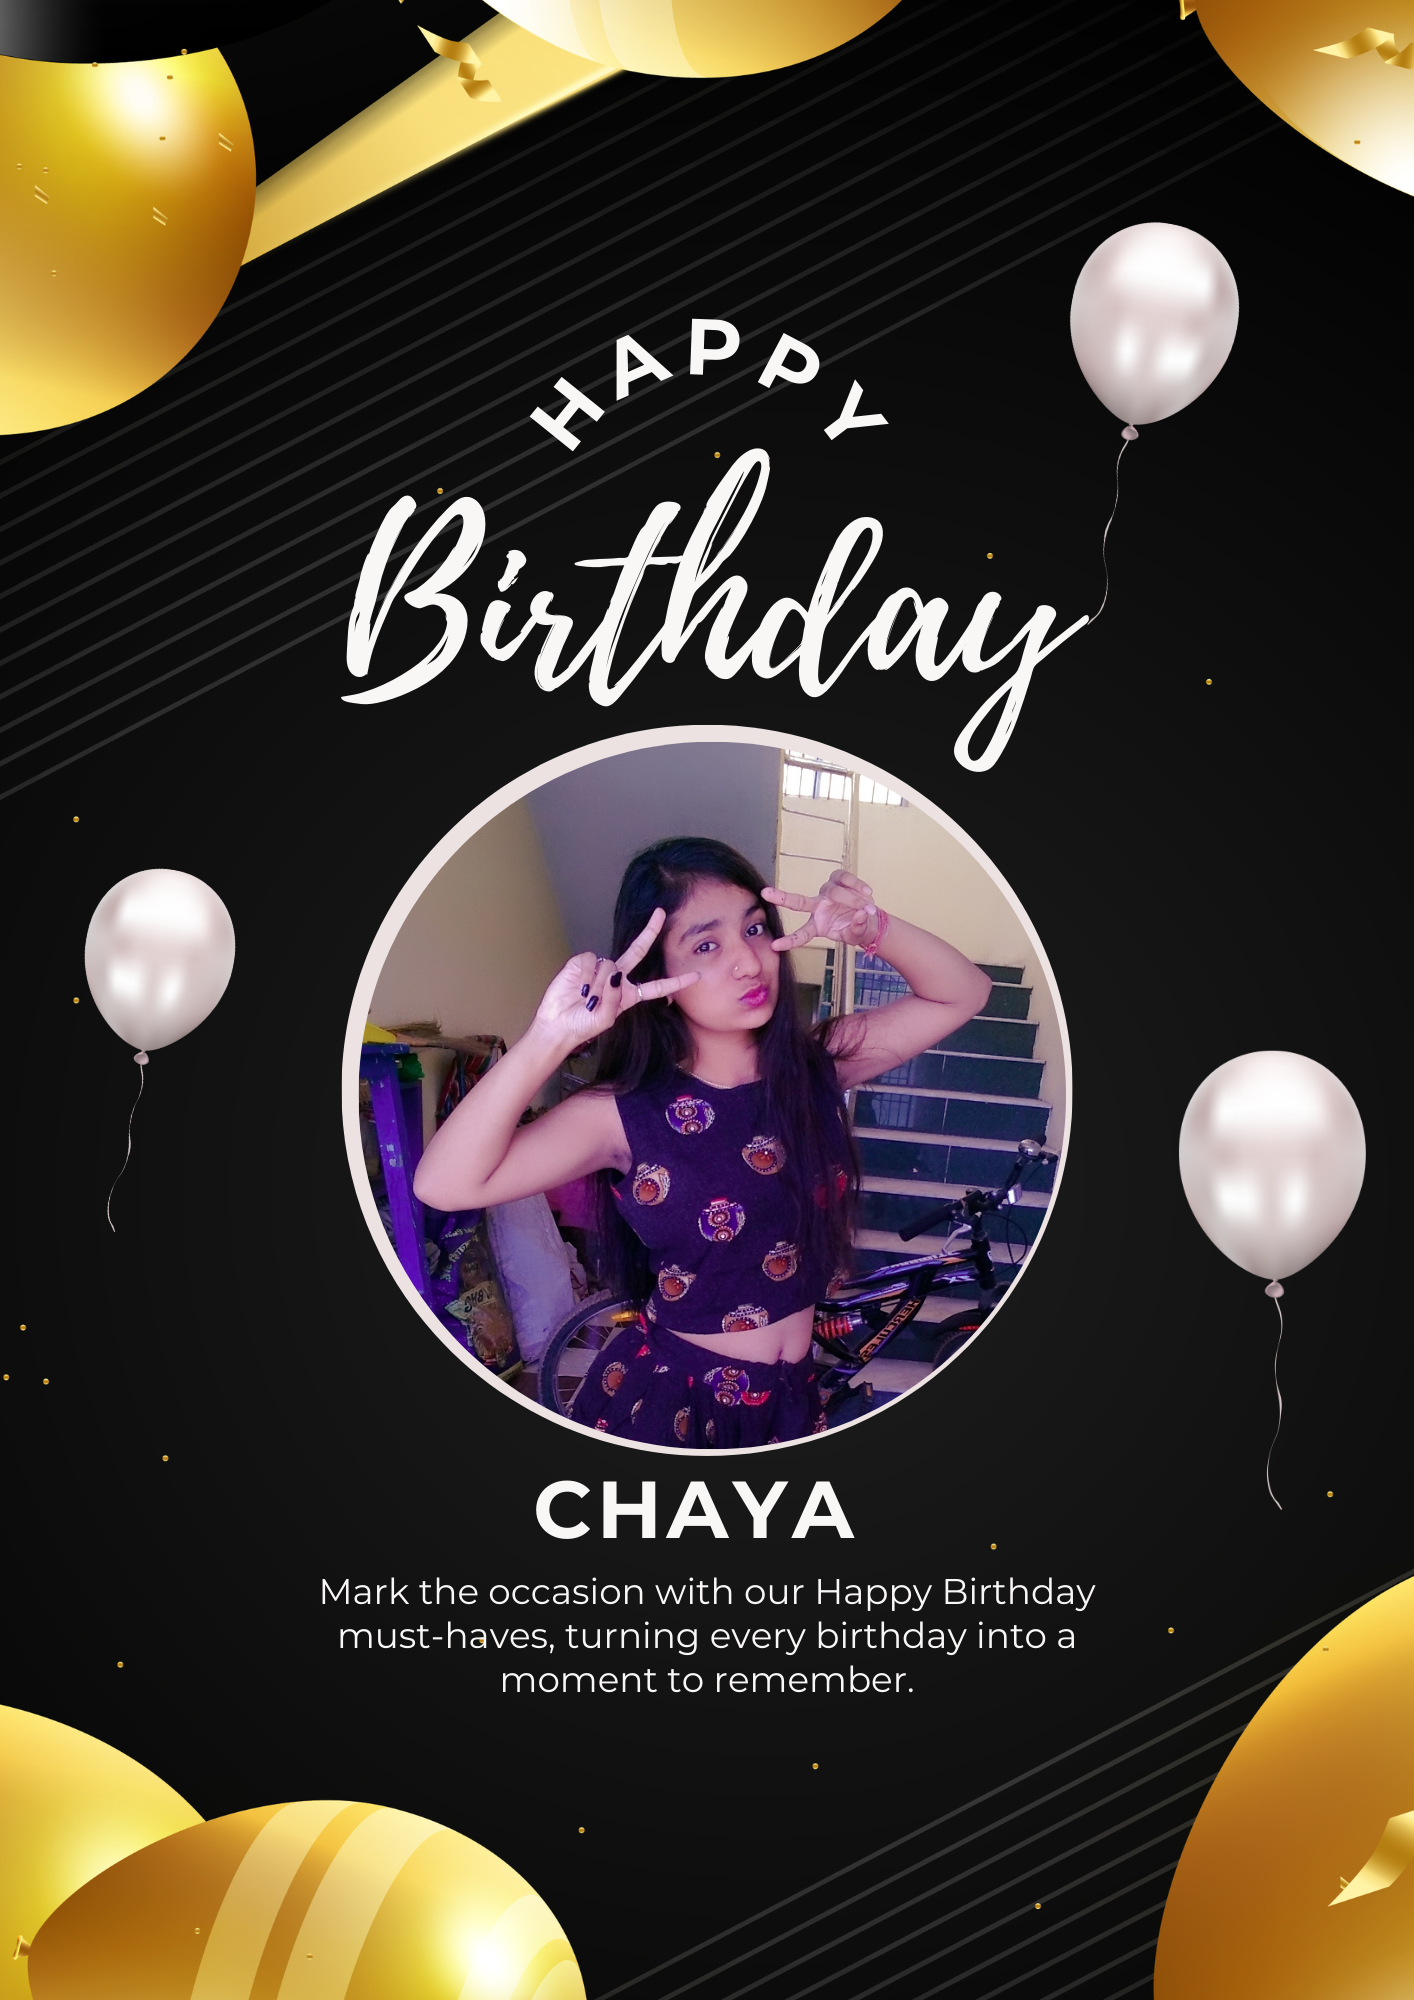 HAPPY
Birthday
CHAYA
Mark the occasion with our Happy Birthday
must-haves, turning every birthday into a
moment to remember.